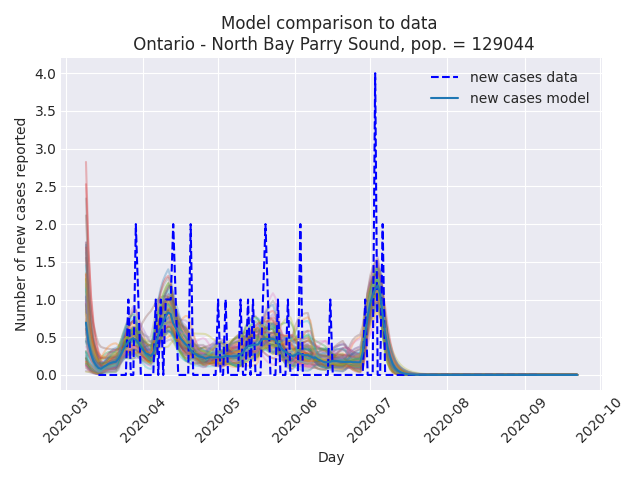 Model comparison to data
Ontario - North Bay Parry Sound, pop. = 129044
new cases data
new cases model
Number of new cases reported
4.0
3.5
3.0
2.5
2.0
1.5
1.0
0.5
0.0
2020-03
2020-04
2020-05
2020-06
2020-07
2020-08
2020-09
2020-10
Day